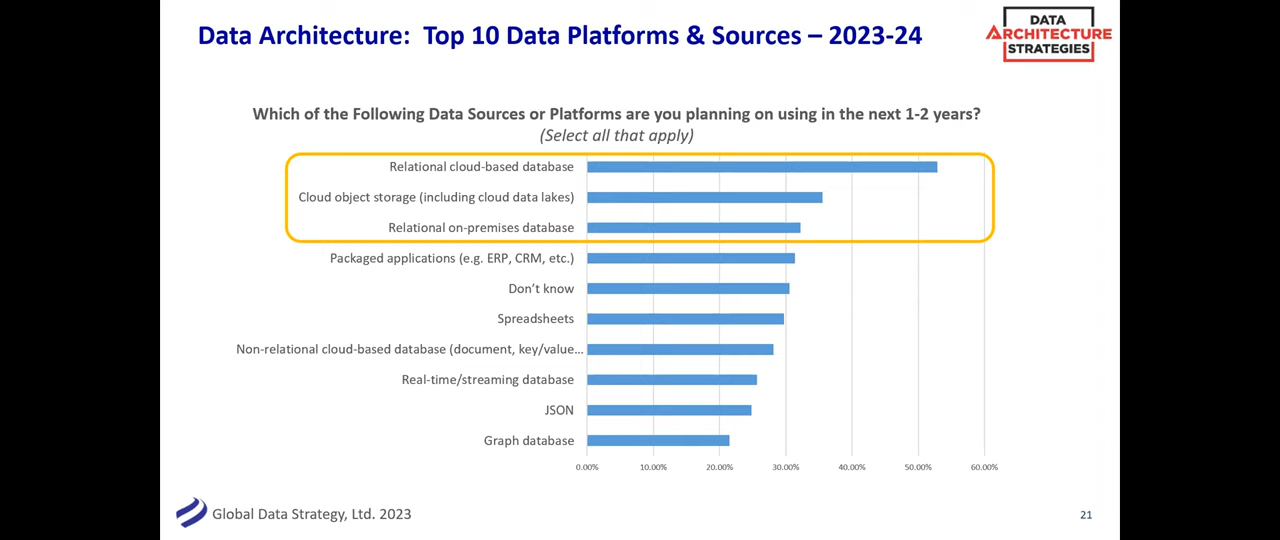 Data Architecture: Top 10 Data Platforms & Sources – 2023-24
DATA
ARCHITECTURE
STRATEGIES
Which of the Following Data Sources or Platforms are you planning on using in the next 1-2 years?
(Select all that apply)
Relational cloud-based database
Cloud object storage (including cloud data lakes)
Relational on-premises database
Packaged applications (e.g. ERP, CRM, etc.)
Don’t know
Spreadsheets
Non-relational cloud-based database (document, key/value…
Real-time/streaming database
JSON
Graph database
0.00% 10.00% 20.00% 30.00% 40.00% 50.00% 60.00%
Global Data Strategy, Ltd. 2023
21